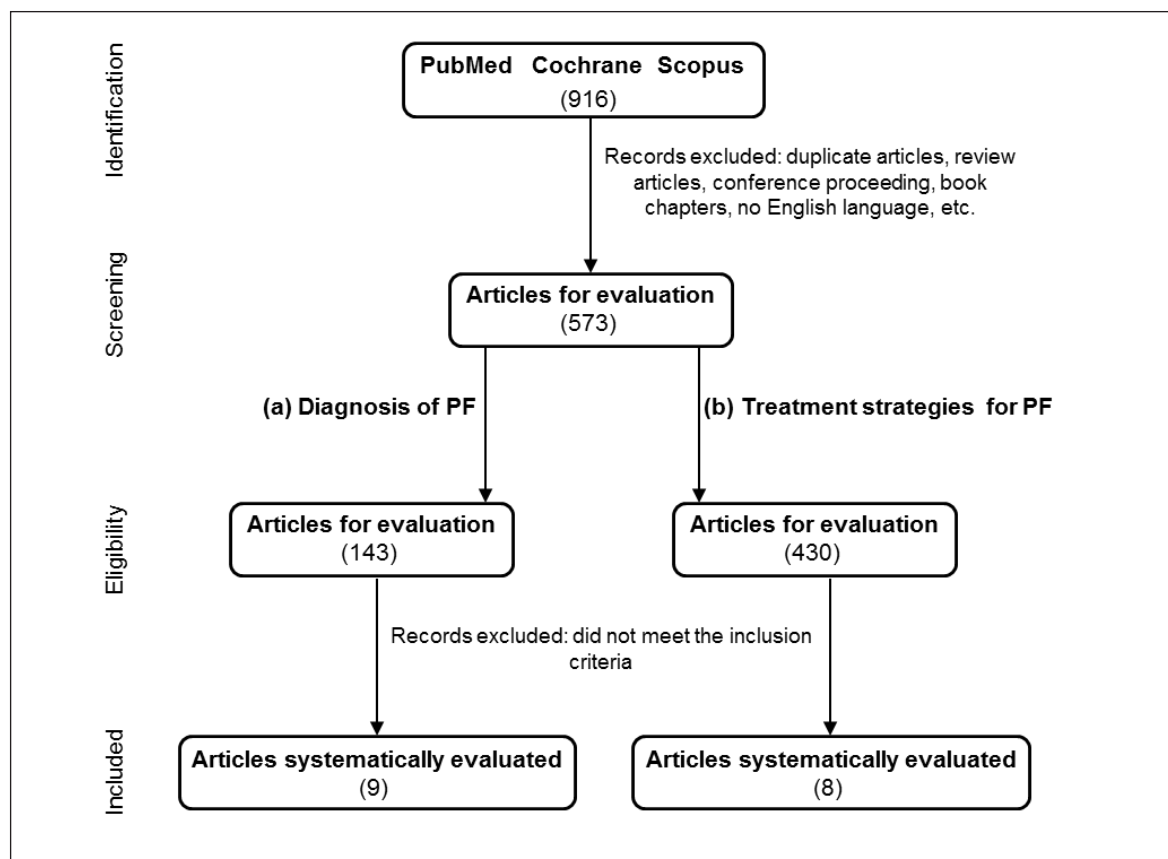 Identification
PubMed Cochrane Scopus
(916)
Records excluded: duplicate articles, review
articles, conference proceeding, book
chapters, no English language, etc.
Screening
Articles for evaluation
(573)
(a) Diagnosis of PF
(b) Treatment strategies for PF
Eligibility
Articles for evaluation
(143)
Articles for evaluation
(430)
Records excluded: did not meet the inclusion
criteria
Included
Articles systematically evaluated
(9)
Articles systematically evaluated
(8)